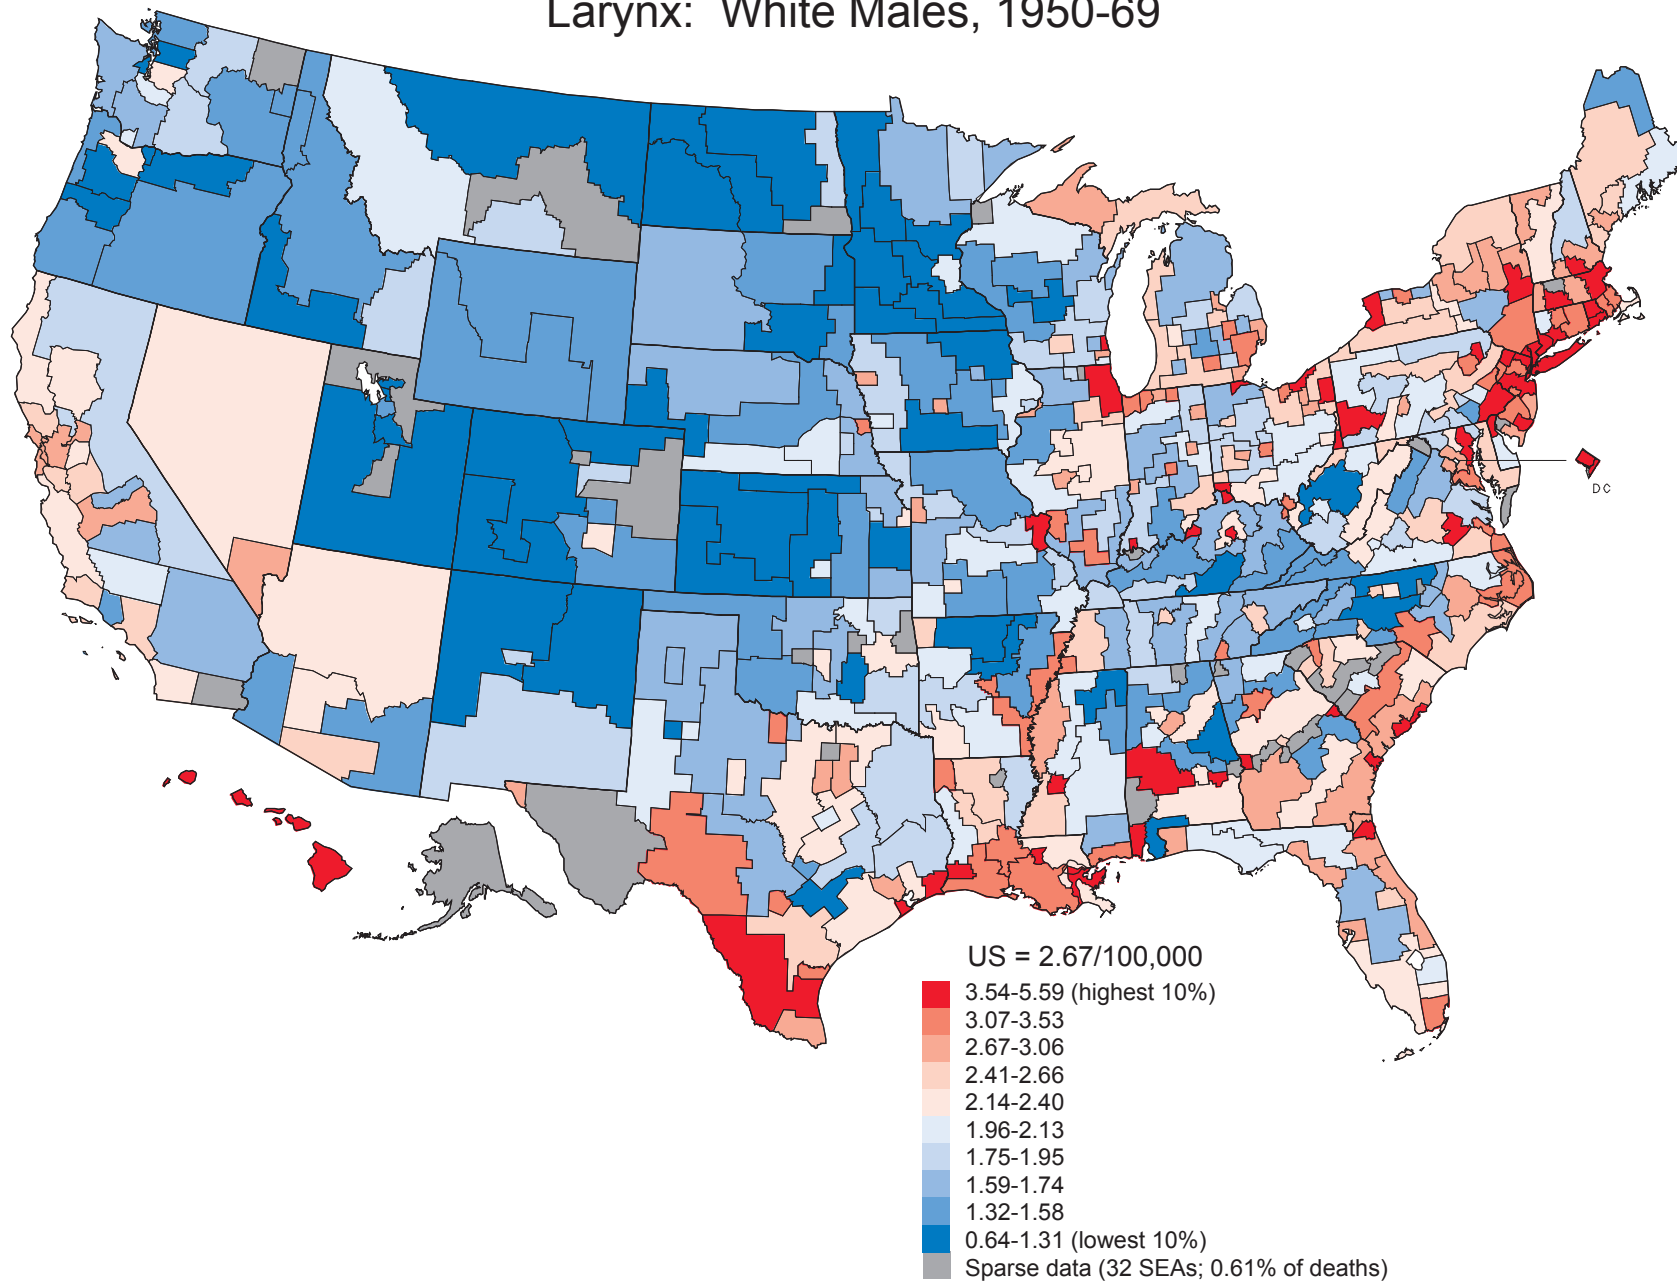 Larynx: White Males, 1950-69
DC
US = 2.67/100,000
3.54-5.59 (highest 10%)
3.07-3.53
2.67-3.06
2.41-2.66
2.14-2.40
1.96-2.13
1.75-1.95
1.59-1.74
1.32-1.58
0.64-1.31 (lowest 10%)
Sparse data (32 SEAs; 0.61% of deaths)